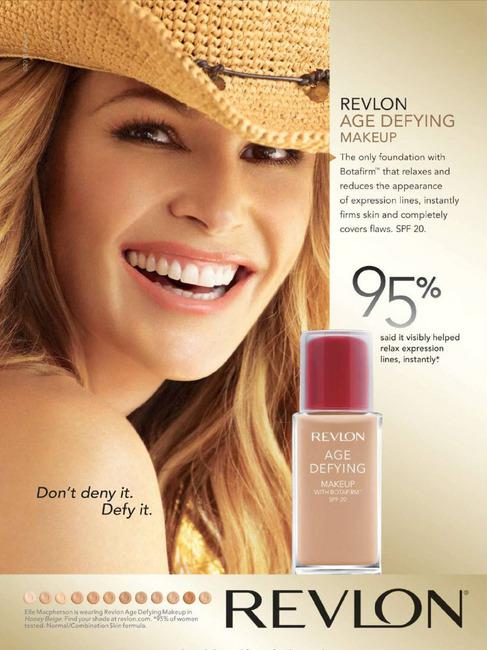 REVLON
AGE DEFYING
MAKEUP
The only foundation with
Botafirm™ that relaxes and
reduces the appearance
of expression lines, instantly
firms skin and completely
covers flaws. SPF 20.
95%
said it visibly helped
relax expression
lines, instantly.*
REVLON
AGE
DEFYING
MAKEUP
WITH BOTAFIRM™
SPF 20
Don't deny it.
Defy it.
Elle Macpherson is wearing Revlon Age Defying Makeup in
Honey Beige. Find your shade at revlon.com. *95% of women
tested. Normal/Combination Skin formula.
REVLON®